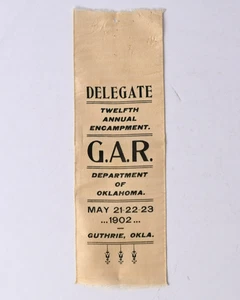 DELEGATE
TWELFTH
ANNUAL
ENCAMPMENT.
G.A.R.
DEPARTMENT
OF
OKLAHOMA.
MAY 21-22-23
...1902...
GUTHRIE, OKLA.